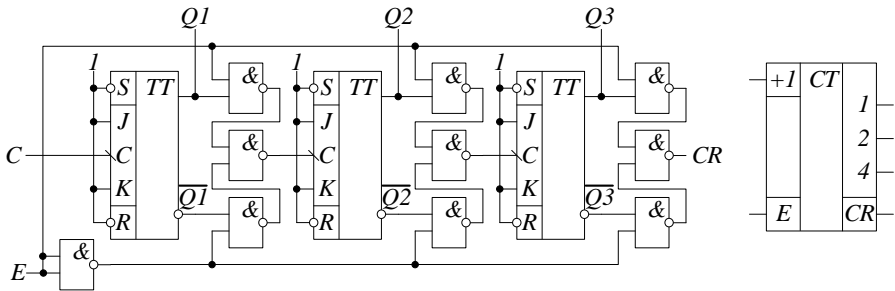 Q1 Q2 Q3
1 1 1
S TT & S TT & S TT & +1 CT
J J J 1
C C & C & C & CR 2
K K K 4
Q1 Q2 Q3
R & R & R & E CR
&
E